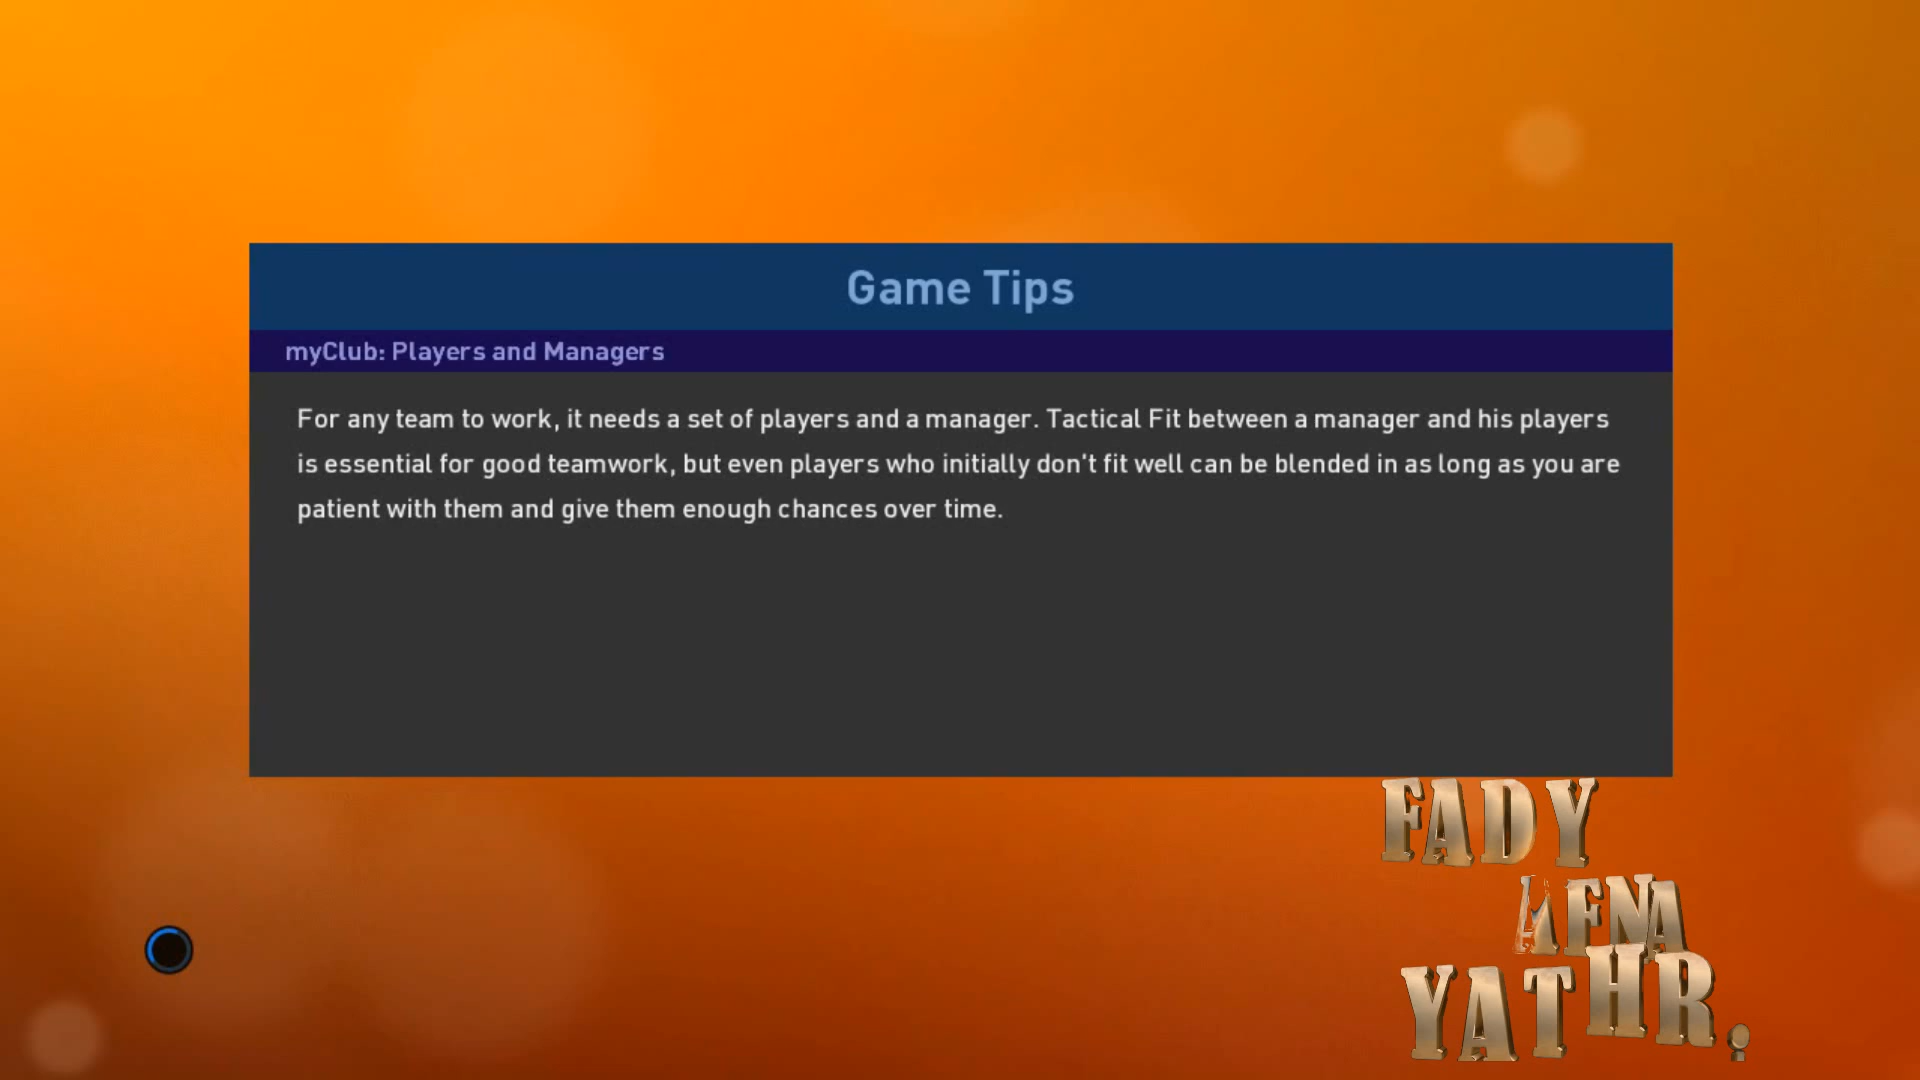 Game Tips
myClub: Players and Managers
For any team to work, it needs a set of players and a manager. Tactical Fit between a manager and his players
is essential for good teamwork, but even players who initially don't fit well can be blended in as long as you are
patient with them and give them enough chances over time.
FADY
YATHR.